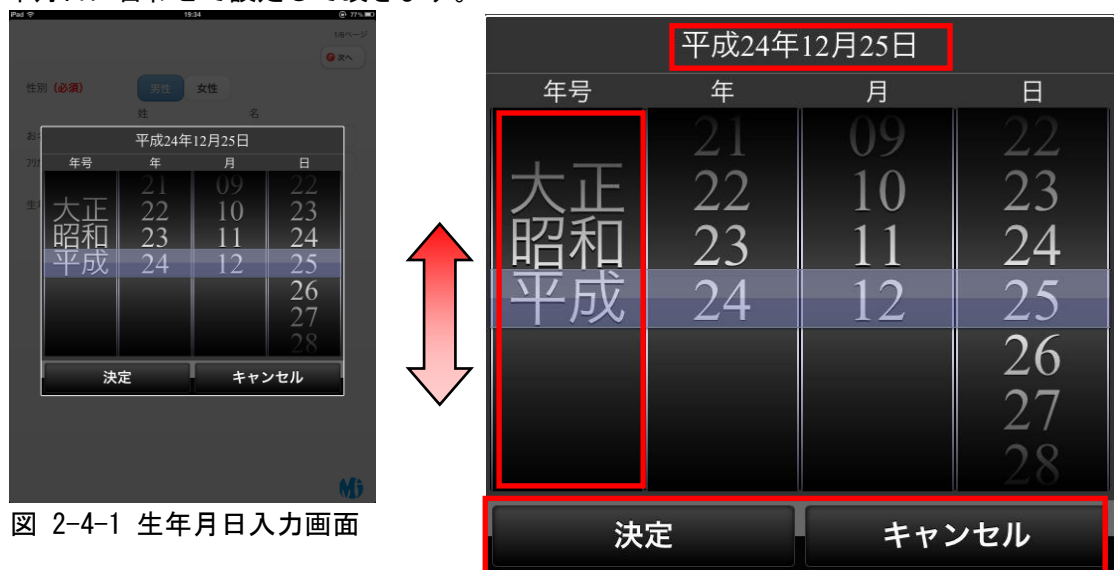 Pad 19:34 77%
1/8ページ
次へ
性別 (必須) 男性 女性
姓 名
平成24年12月25日
年号 年 月 日
21 09 22
大正 22 10 23
昭和 23 11 24
平成 24 12 25
26
27
28
決定 キャンセル
図 2-4-1 生年月日入力画面
平成24年12月25日
年号 年 月 日
21 09 22
大正 22 10 23
昭和 23 11 24
平成 24 12 25
26
27
28
決定 キャンセル